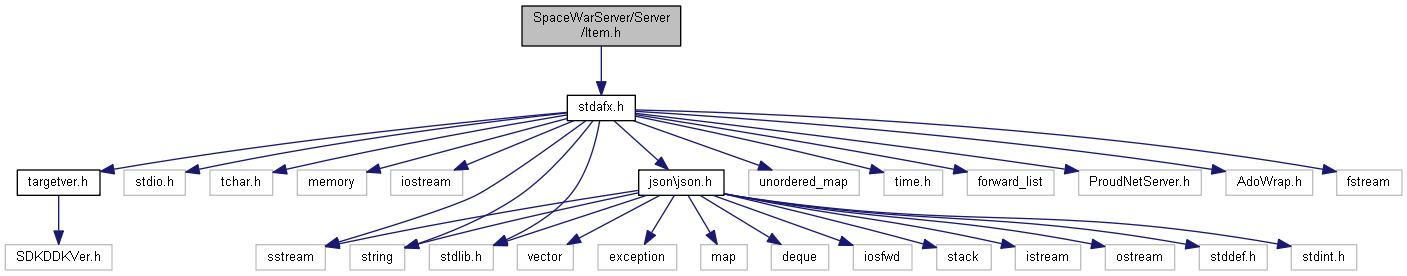 SpaceWarServer/Server
/Item.h
stdafx.h
targetver.h
stdio.h
tchar.h
memory
iostream
json\json.h
unordered_map
time.h
forward_list
ProudNetServer.h
AdoWrap.h
fstream
SDKDDKVer.h
sstream
string
stdlib.h
vector
exception
map
deque
iosfwd
stack
istream
ostream
stddef.h
stdint.h